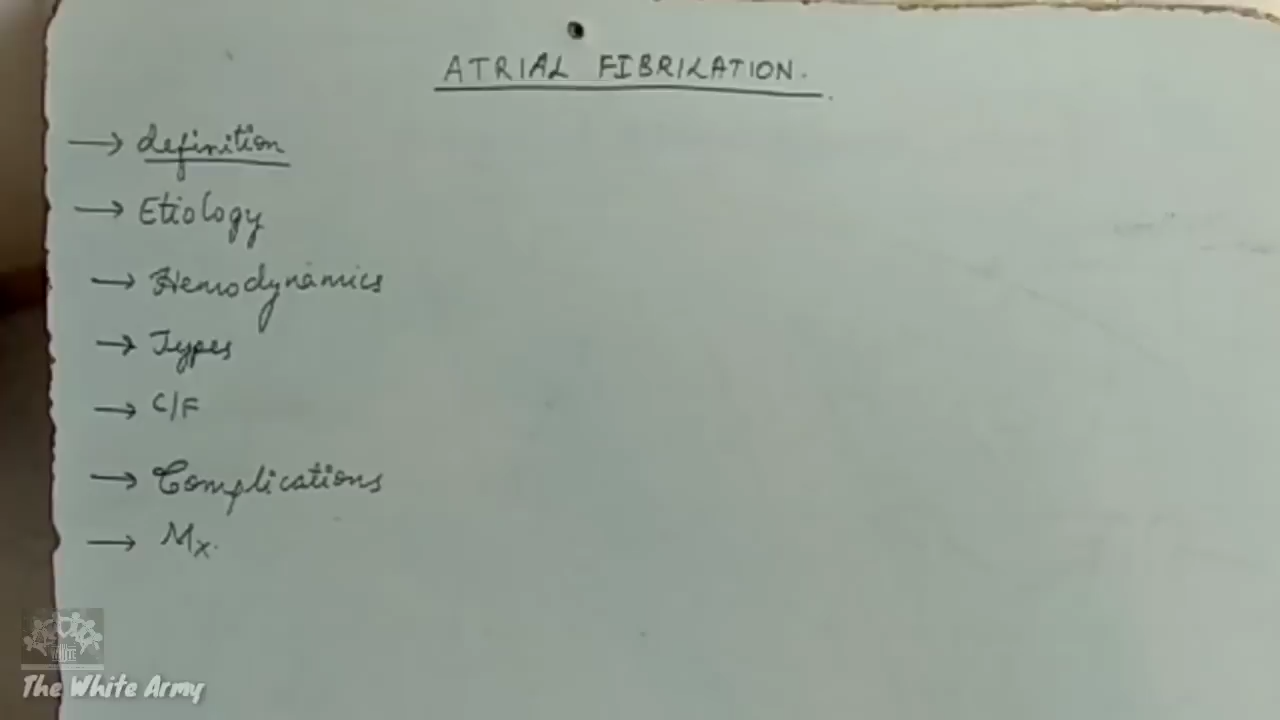 ATRIAL FIBRILATION.
→ definition
→ Etiology
→ Hemodynamics
→ Types
→ C/F
→ Complications
→ Mx.
The White Army